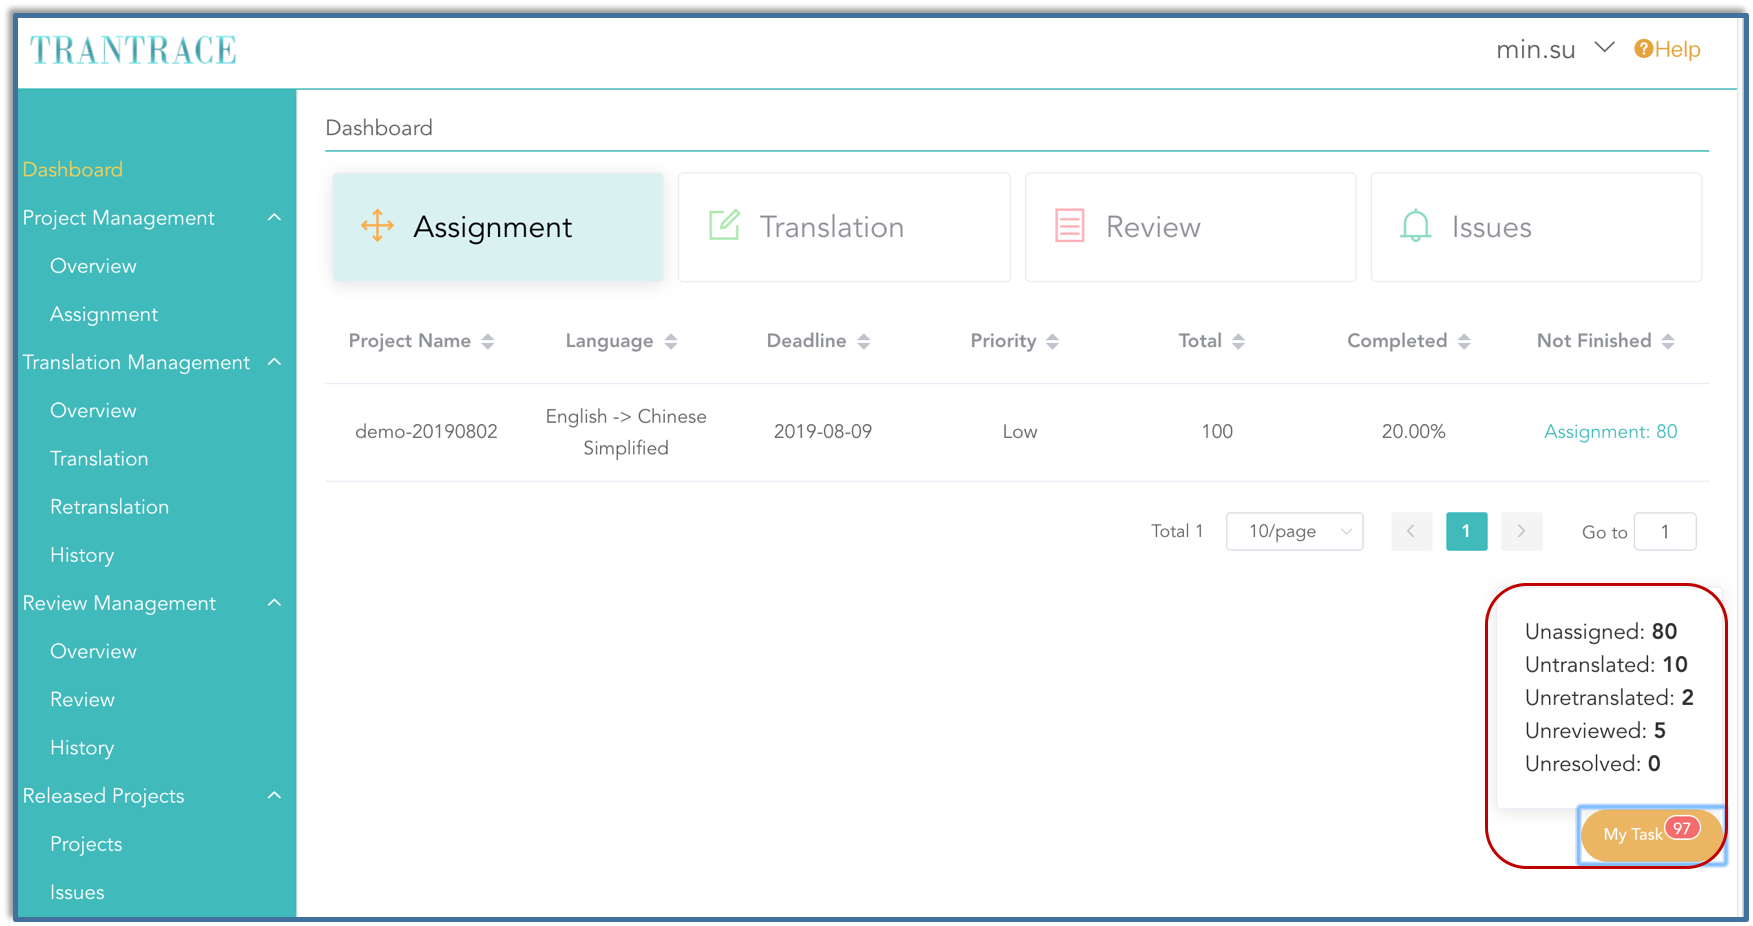 TRANTRACE
min.su
?Help
Dashboard
Project Management
Overview
Assignment
Translation Management
Overview
Translation
Retranslation
History
Review Management
Overview
Review
History
Released Projects
Projects
Issues
Dashboard
Assignment
Translation
Review
Issues
Project Name
Language
Deadline
Priority
Total
Completed
Not Finished
demo-20190802
English -> Chinese
Simplified
2019-08-09
Low
100
20.00%
Assignment: 80
Total 1
10/page
<
1
>
Go to
1
Unassigned: 80
Untranslated: 10
Unretranslated: 2
Unreviewed: 5
Unresolved: 0
My Task
97